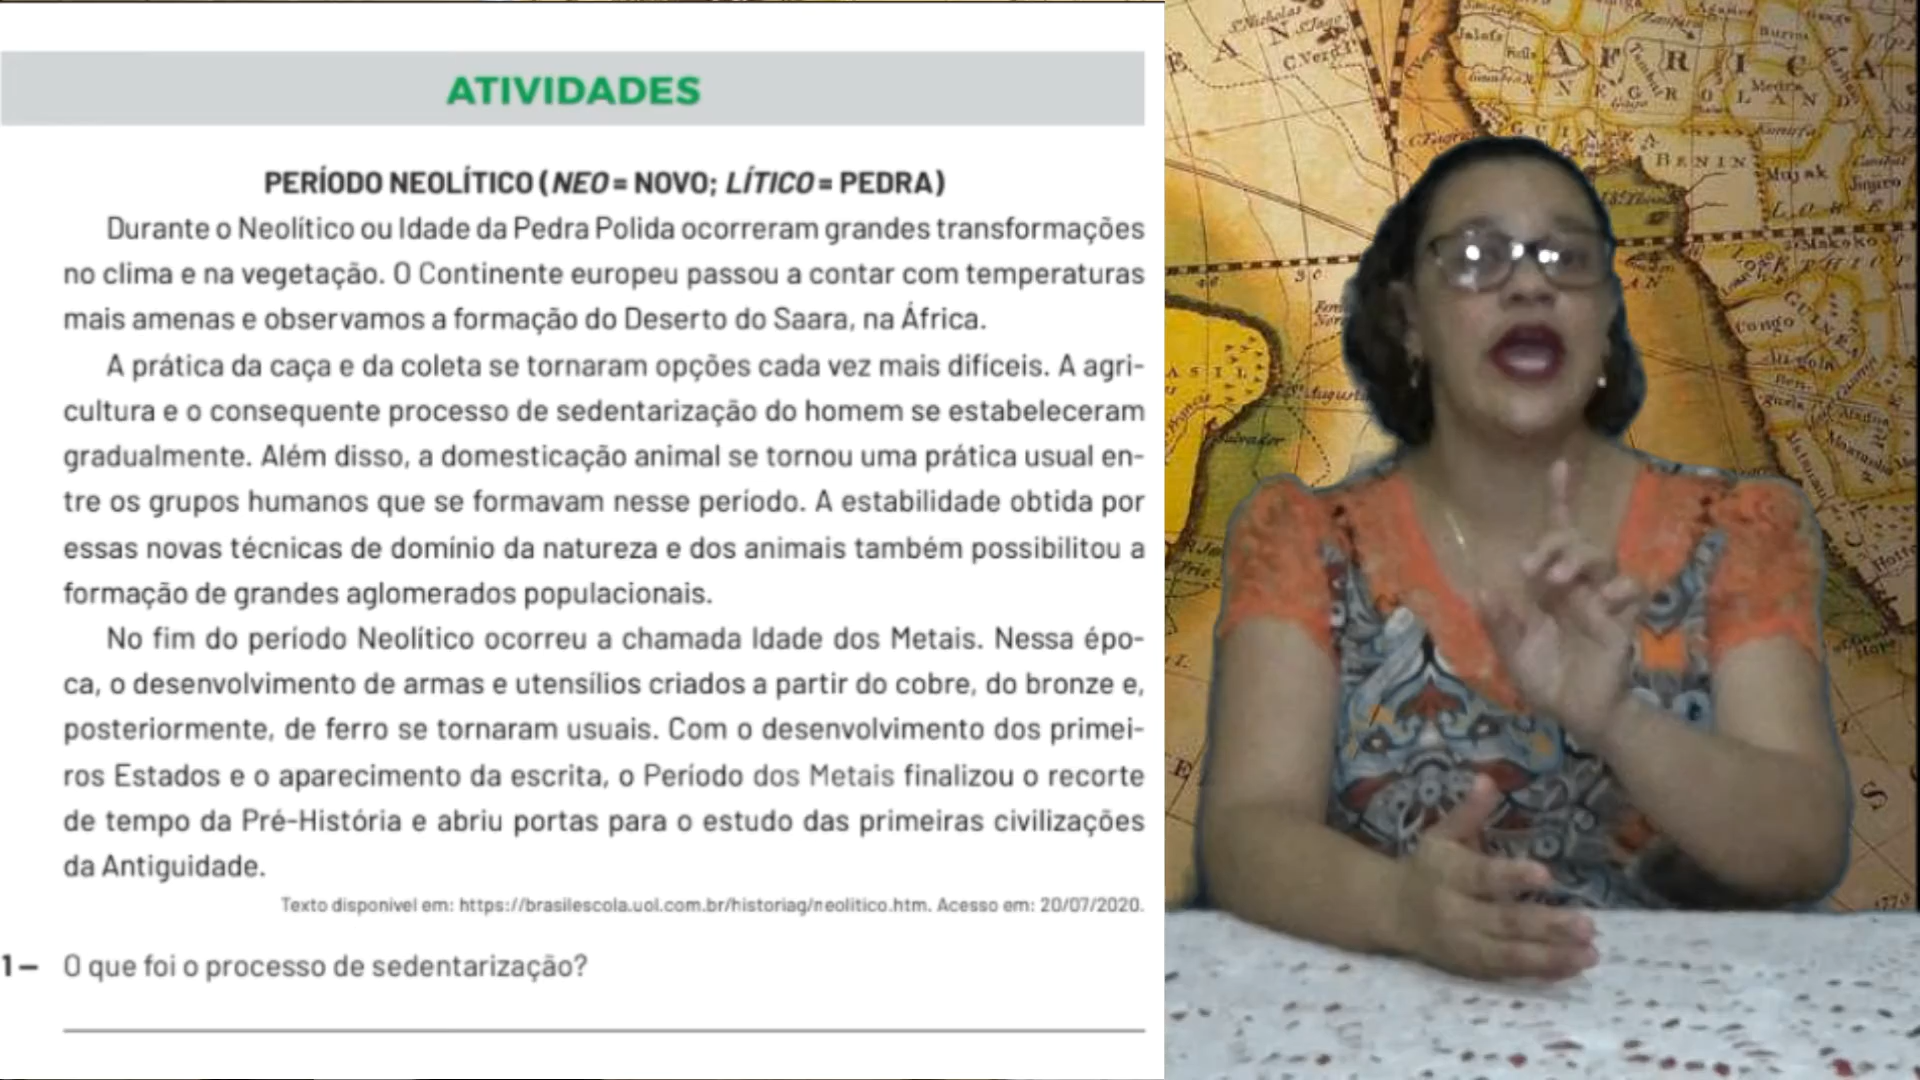 ATIVIDADES
PERÍODO NEOLÍTICO (NEO = NOVO; LÍTICO = PEDRA)
Durante o Neolítico ou Idade da Pedra Polida ocorreram grandes transformações
no clima e na vegetação. O Continente europeu passou a contar com temperaturas
mais amenas e observamos a formação do Deserto do Saara, na África.
A prática da caça e da coleta se tornaram opções cada vez mais difíceis. A agri-
cultura e o consequente processo de sedentarização do homem se estabeleceram
gradualmente. Além disso, a domesticação animal se tornou uma prática usual en-
tre os grupos humanos que se formavam nesse período. A estabilidade obtida por
essas novas técnicas de domínio da natureza e dos animais também possibilitou a
formação de grandes aglomerados populacionais.
No fim do período Neolítico ocorreu a chamada Idade dos Metais. Nessa épo-
ca, o desenvolvimento de armas e utensílios criados a partir do cobre, do bronze e,
posteriormente, de ferro se tornaram usuais. Com o desenvolvimento dos primei-
ros Estados e o aparecimento da escrita, o Período dos Metais finalizou o recorte
de tempo da Pré-História e abriu portas para o estudo das primeiras civilizações
da Antiguidade.
Texto disponível em: https://brasilescola.uol.com.br/historiag/neolitico.htm. Acesso em: 20/07/2020.
1 — O que foi o processo de sedentarização?
St. Nicholas
C. Verd
Jalofs
AFRICA
NEGROLAND
GUINEA
BENIN
Mujak
Makoko
Congo
Salvador